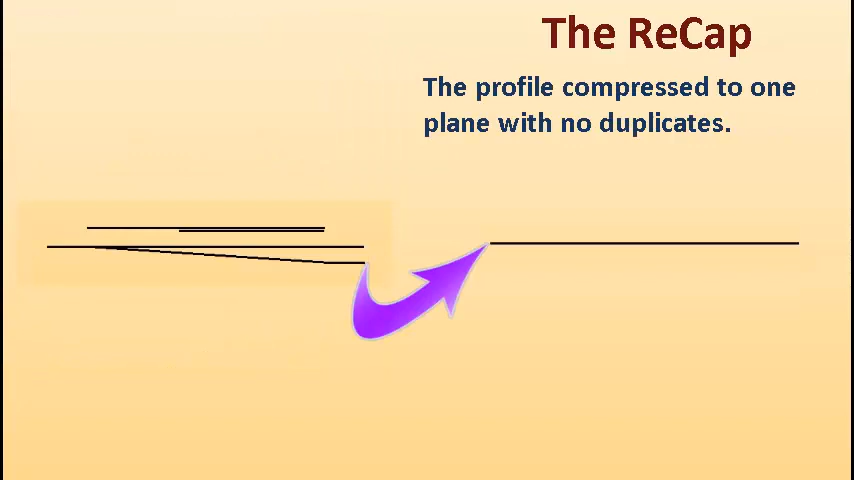 The ReCap
The profile compressed to one
plane with no duplicates.